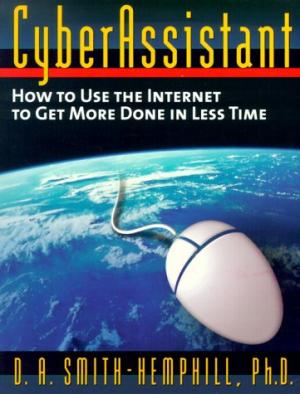 CyberAssistant
How to Use the Internet
to Get More Done in Less Time
D. A. Smith-Hemphill, Ph.D.